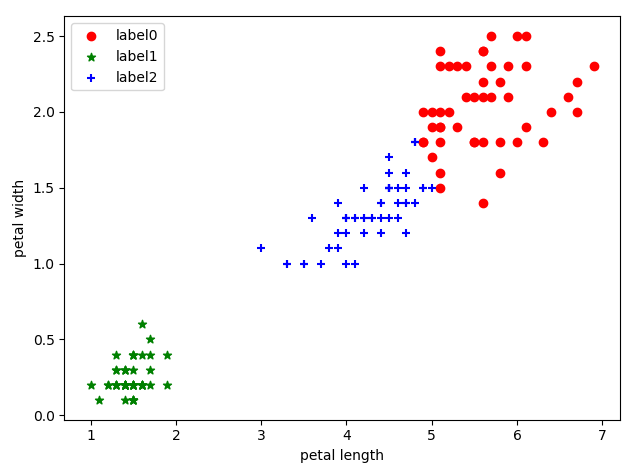 label0
label1
label2
2.5
2.0
1.5
1.0
0.5
0.0
petal width
1 2 3 4 5 6 7
petal length